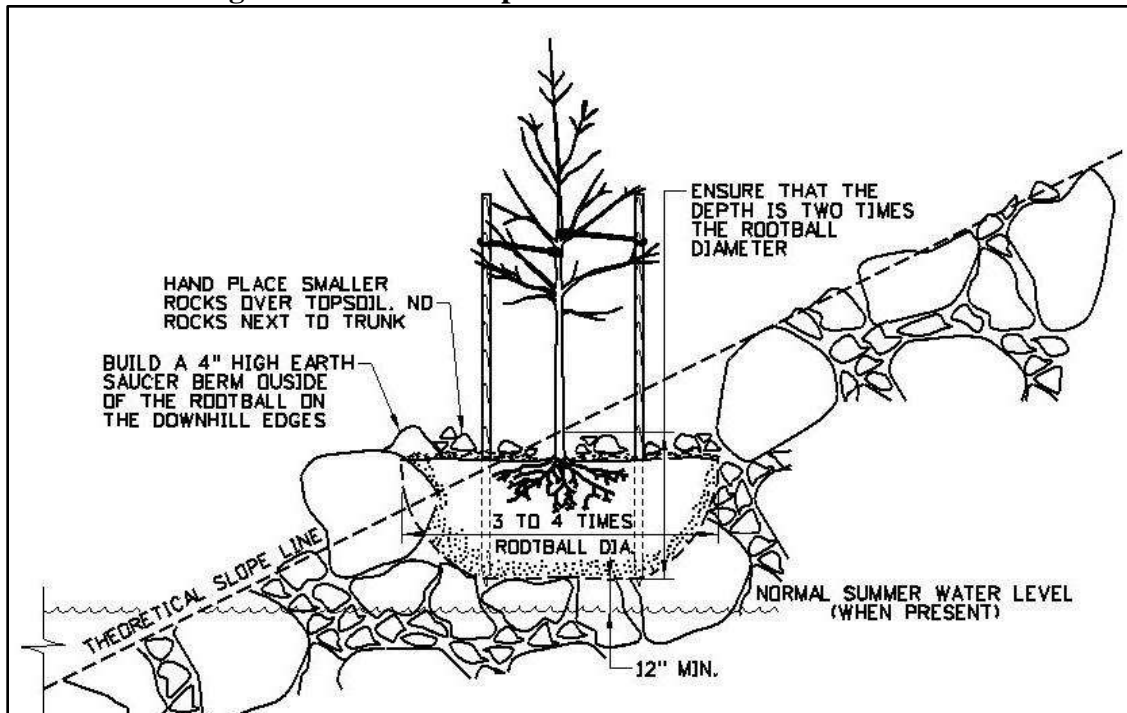 ENSURE THAT THE
DEPTH IS TWO TIMES
THE ROOTBALL
DIAMETER
HAND PLACE SMALLER
ROCKS OVER TOPSOIL. NO
ROCKS NEXT TO TRUNK
BUILD A 4" HIGH EARTH
SAUCER BERM OUSIDE
OF THE ROOTBALL ON
THE DOWNHILL EDGES
3 TO 4 TIMES
ROOTBALL DIA.
THEORETICAL SLOPE LINE
NORMAL SUMMER WATER LEVEL
(WHEN PRESENT)
12" MIN.